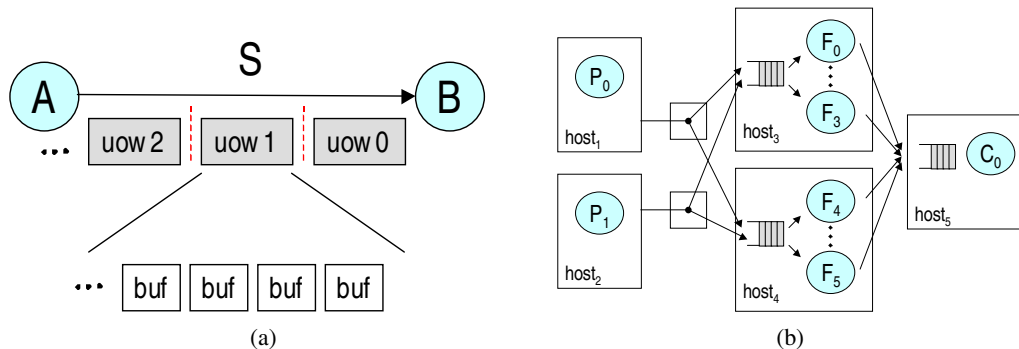 S
A
B
uow 2
uow 1
uow 0
...
...
buf
buf
buf
buf
(a)
P0
host1
P1
host2
F0
F3
host3
F4
F5
host4
C0
host5
(b)